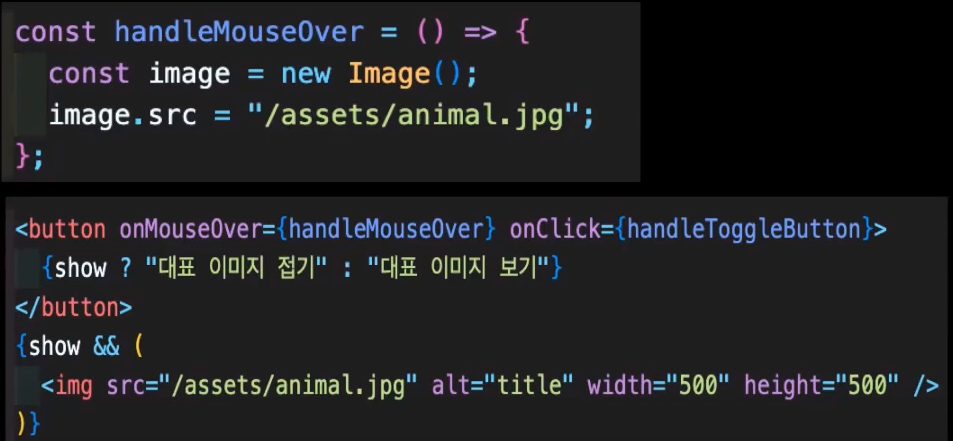 const handleMouseOver = () => {
  const image = new Image();
  image.src = "/assets/animal.jpg";
};
<button onMouseOver={handleMouseOver} onClick={handleToggleButton}>
  {show ? "대표 이미지 접기" : "대표 이미지 보기"}
</button>
{show && (
  <img src="/assets/animal.jpg" alt="title" width="500" height="500" />
)}